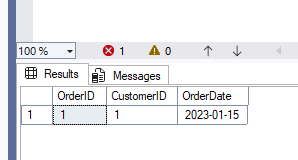 100 % 1 0
Results Messages
OrderID CustomerID OrderDate
1 1 1 2023-01-15